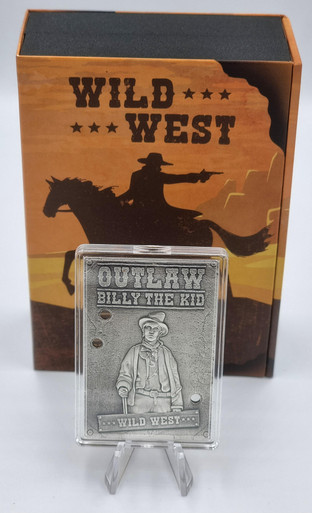 WILD ★★★
★★★ WEST
OUTLAW
BILLY THE KID
··· WILD WEST ···